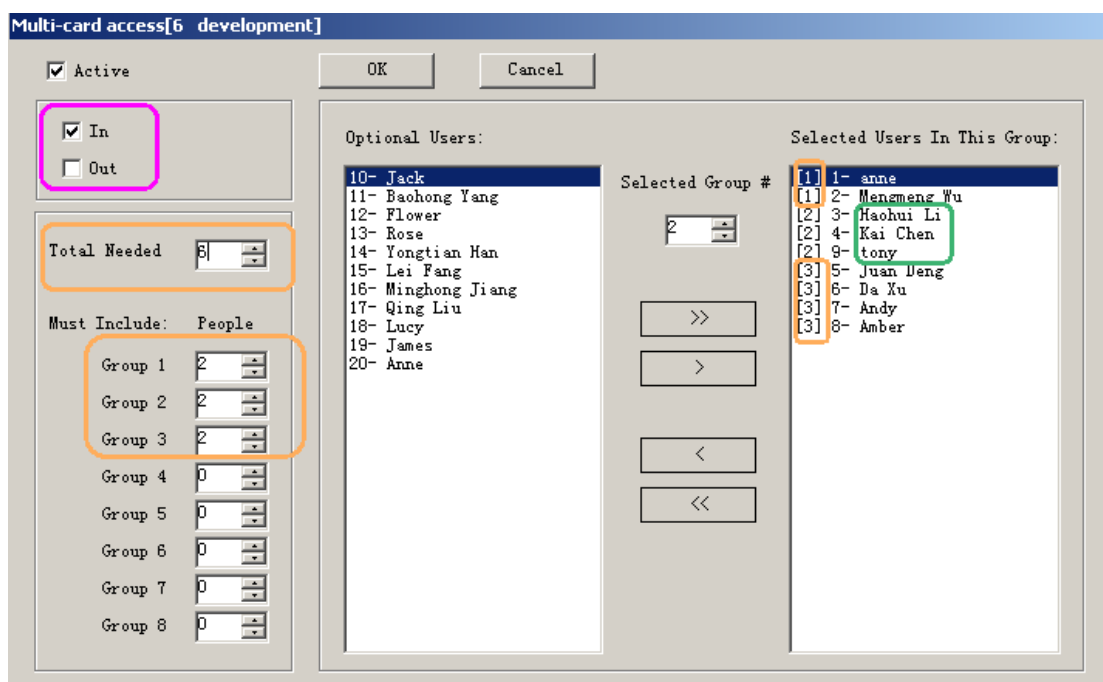 Multi-card access[6 development]
Active
OK
Cancel
In
Out
Total Needed 6
Must Include: People
Group 1 2
Group 2 2
Group 3 2
Group 4 0
Group 5 0
Group 6 0
Group 7 0
Group 8 0
Optional Users:
10- Jack
11- Baohong Yang
12- Flower
13- Rose
14- Yongtian Han
15- Lei Fang
16- Minghong Jiang
17- Qing Liu
18- Lucy
19- James
20- Anne
Selected Group #
2
>>
>
<
<<
Selected Users In This Group:
[1] 1- anne
[1] 2- Mengmeng Wu
[2] 3- Haohui Li
[2] 4- Kai Chen
[2] 9- tony
[3] 5- Juan Deng
[3] 6- Da Xu
[3] 7- Andy
[3] 8- Amber